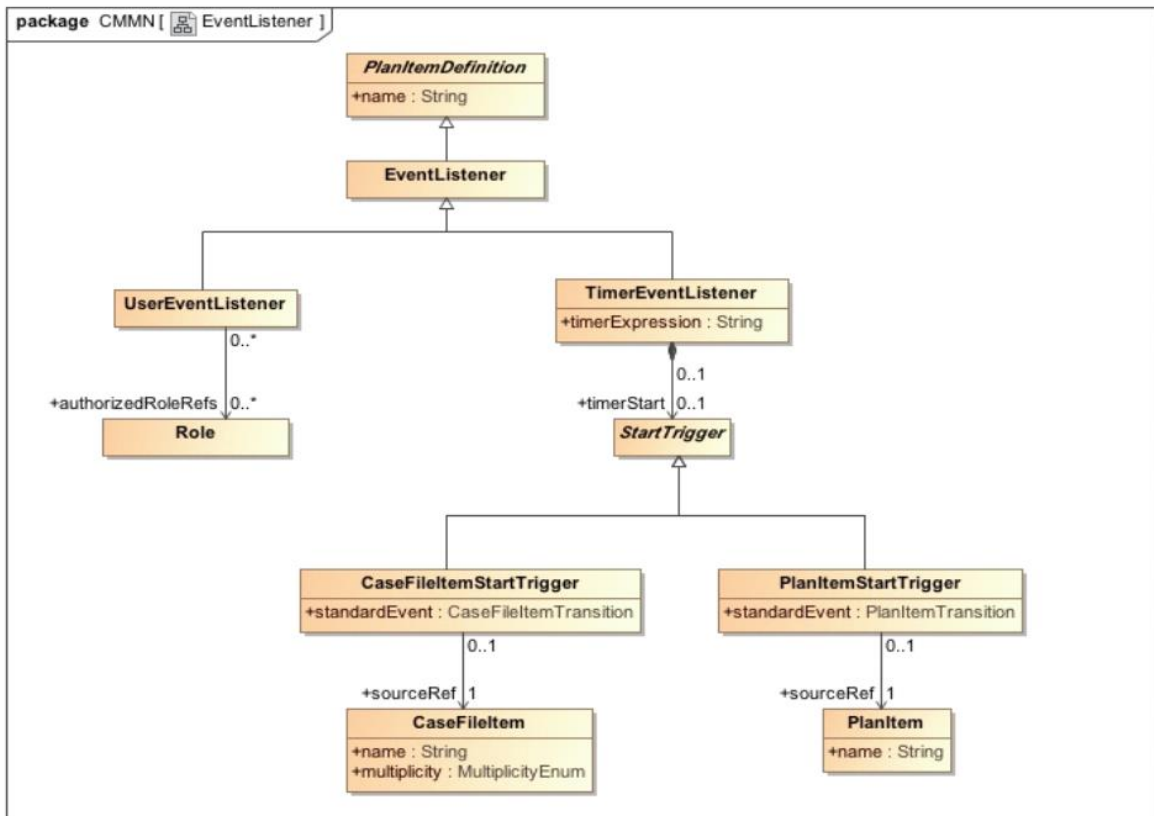 package CMMN [ EventListener ]
PlanItemDefinition
+name : String
EventListener
UserEventListener
TimerEventListener
+timerExpression : String
0..*
0..1
+authorizedRoleRefs 0..*
+timerStart 0..1
Role
StartTrigger
CaseFileItemStartTrigger
+standardEvent : CaseFileItemTransition
PlanItemStartTrigger
+standardEvent : PlanItemTransition
0..1
0..1
+sourceRef 1
+sourceRef 1
CaseFileItem
+name : String
+multiplicity : MultiplicityEnum
PlanItem
+name : String